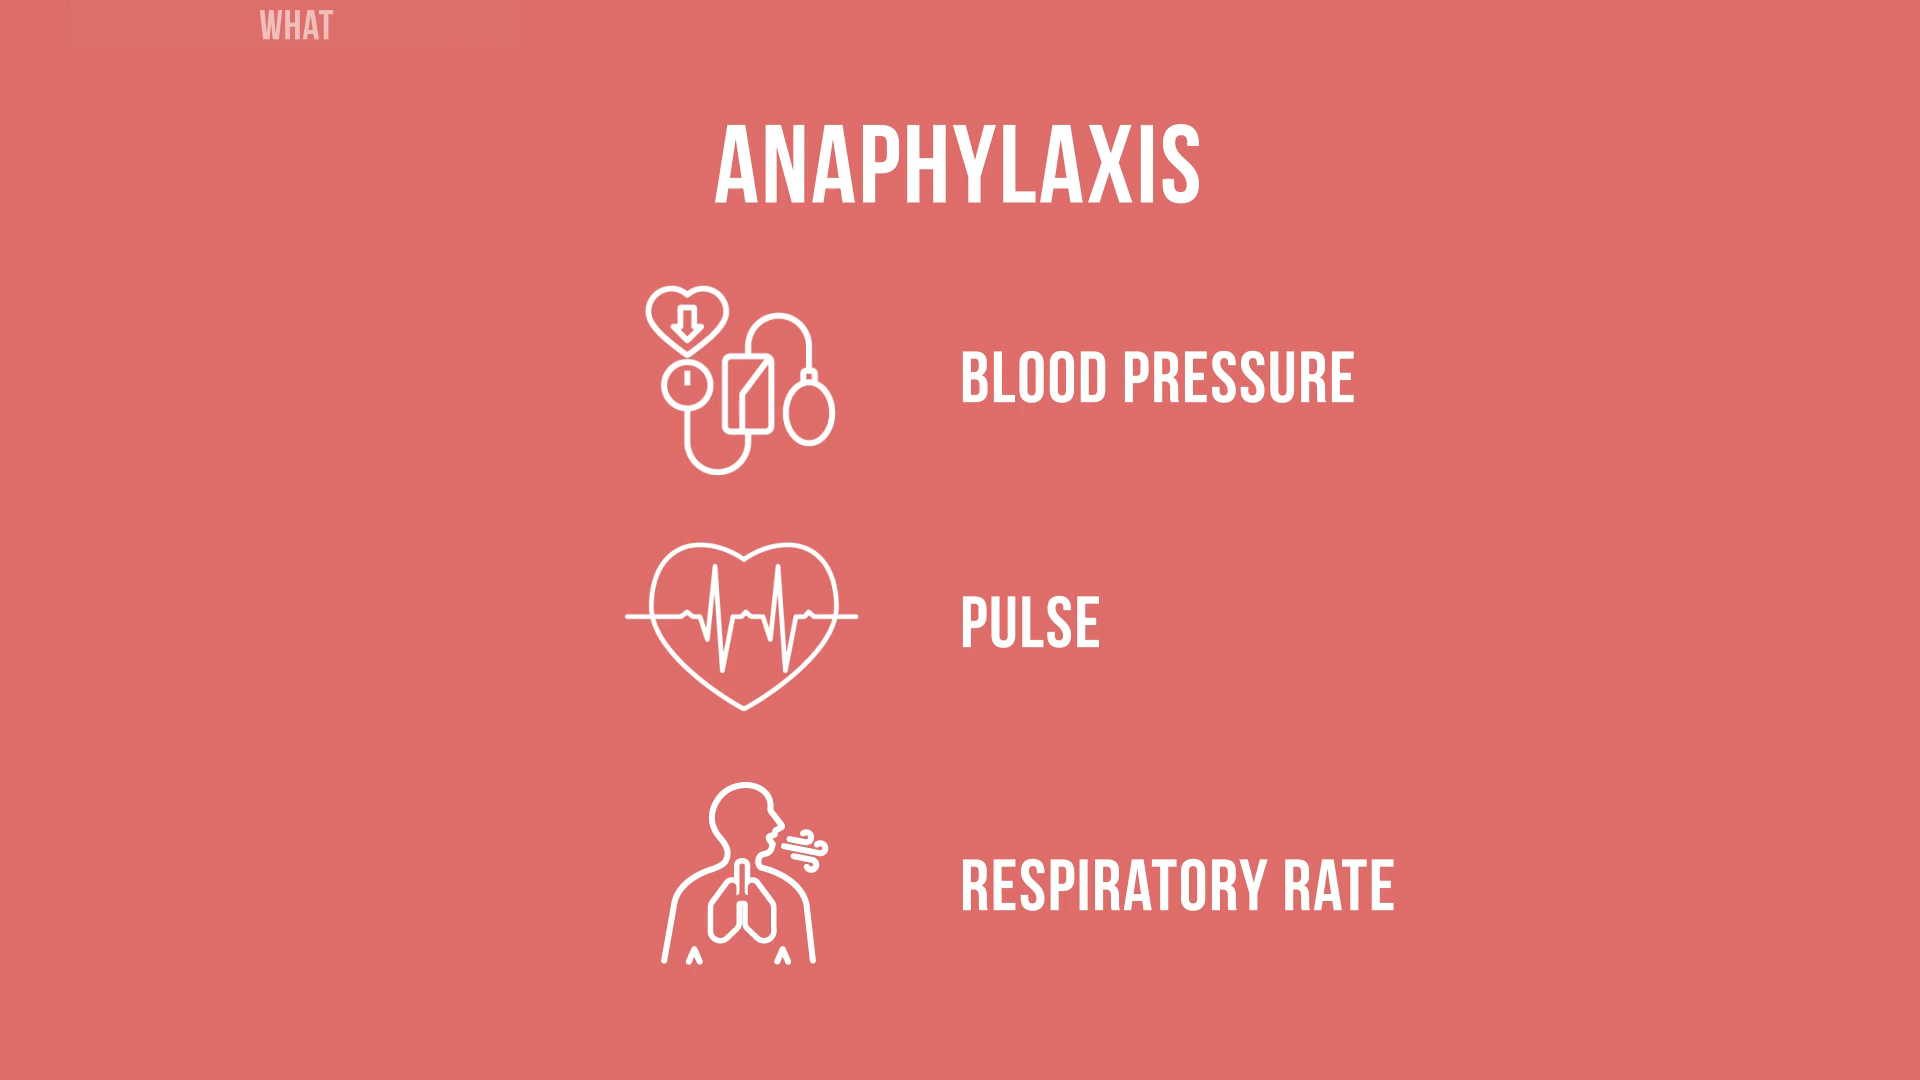 WHAT
ANAPHYLAXIS
BLOOD PRESSURE
PULSE
RESPIRATORY RATE